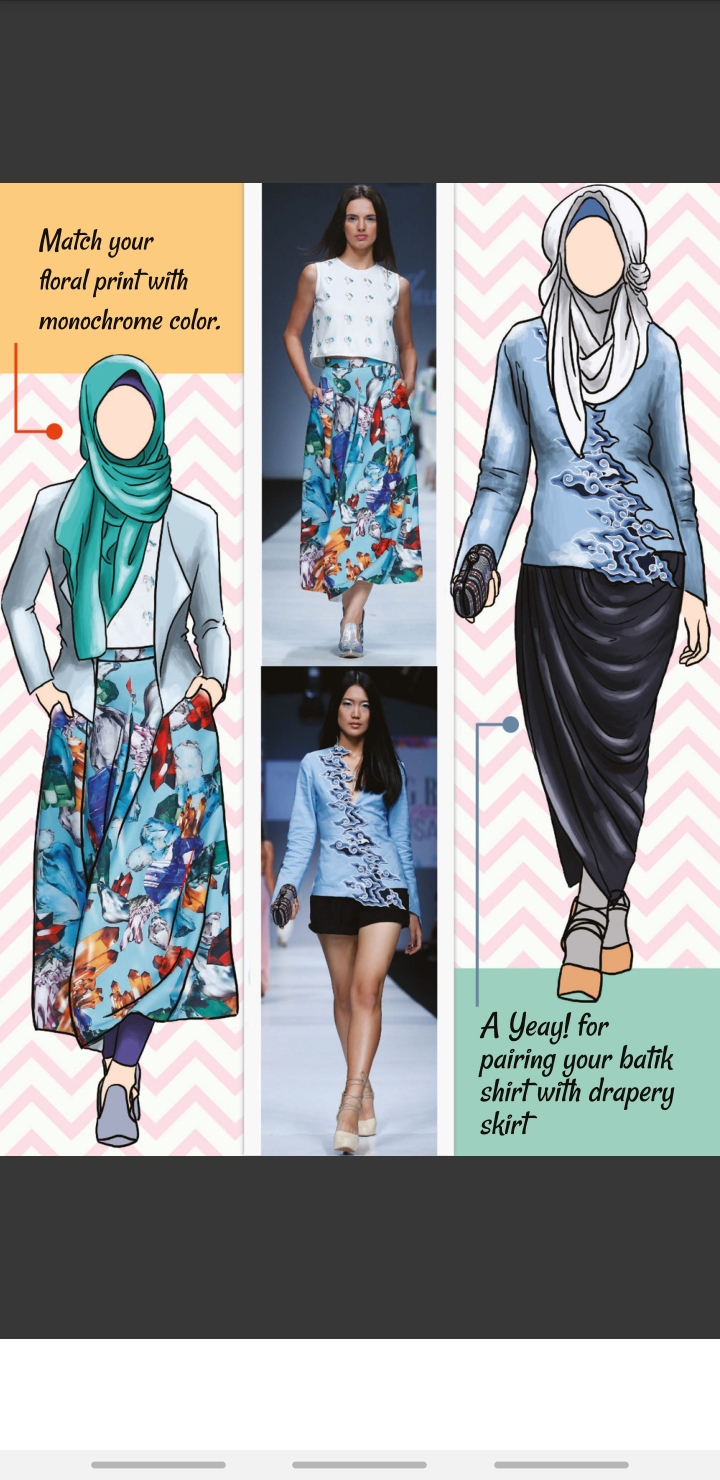 Match your
floral print with
monochrome color.
A Yeay! for
pairing your batik
shirt with drapery
skirt